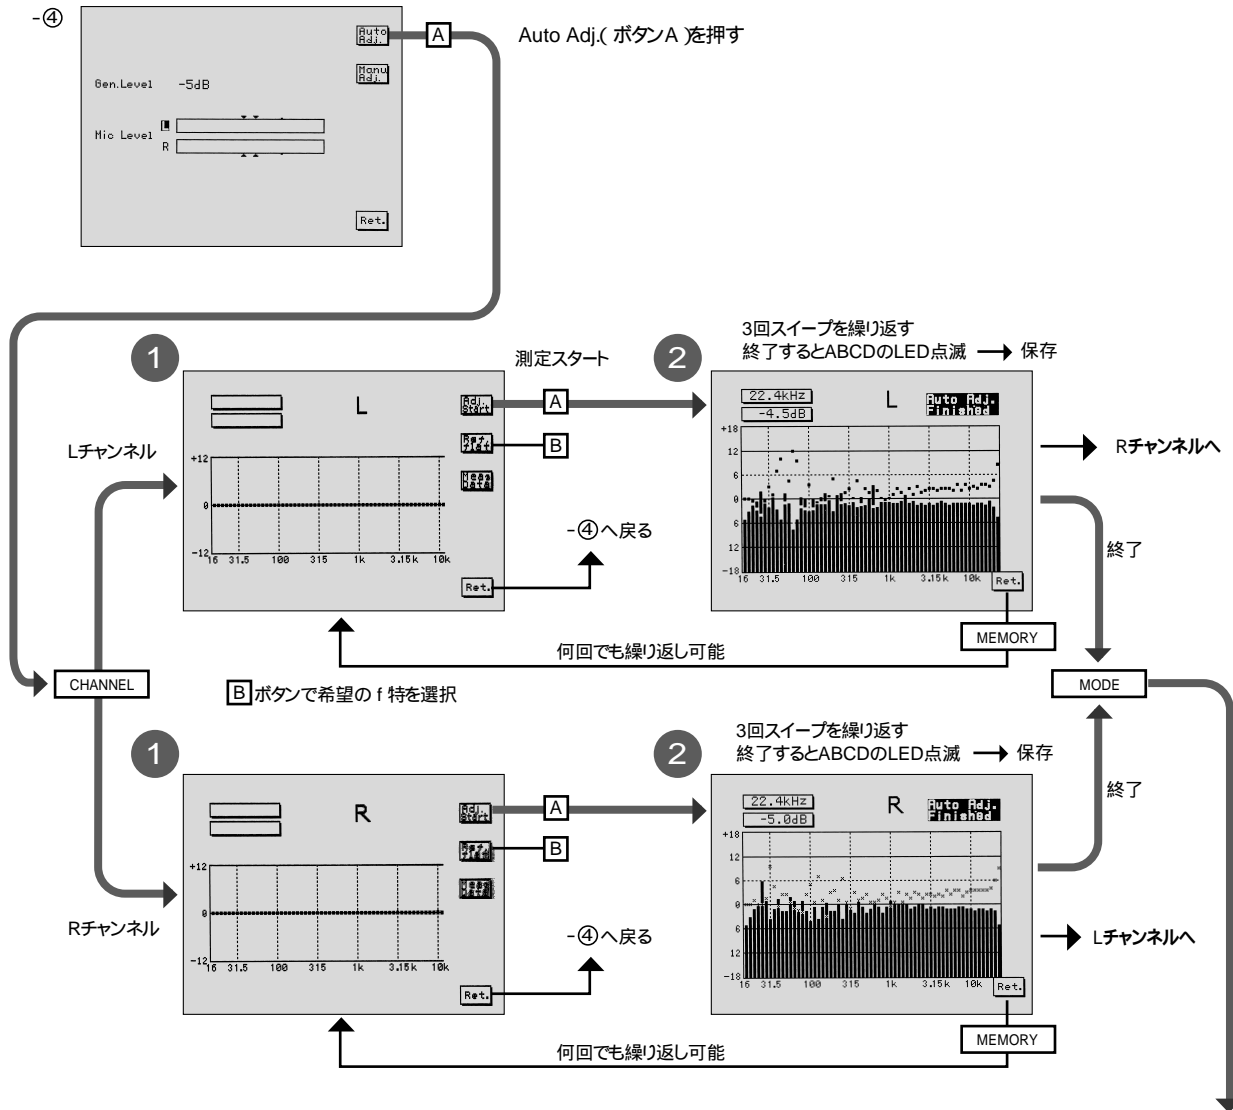 -④
Auto Adj.
A
Auto Adj.( ボタンA )を押す
Manu Adj.
Gen.Level -5dB
Mic Level
L
R
Ret.
1
測定スタート
2
3回スイープを繰り返す
終了するとABCDのLED点滅 → 保存
L
Adj. Start
A
22.4kHz
-4.5dB
L
Auto Adj. Finished
B
Lチャンネル
Rチャンネルへ
+12
0
-12
16 31.5 100 315 1k 3.15k 10k
+18
12
6
0
6
12
-18
16 31.5 100 315 1k 3.15k 10k
-④へ戻る
Ret.
Ret.
終了
MEMORY
何回でも繰り返し可能
CHANNEL
Bボタンで希望の f 特を選択
MODE
1
2
3回スイープを繰り返す
終了するとABCDのLED点滅 → 保存
R
Adj. Start
A
22.4kHz
-5.0dB
R
Auto Adj. Finished
終了
B
Rチャンネル
+12
0
-12
16 31.5 100 315 1k 3.15k 10k
+18
12
6
0
6
12
-18
16 31.5 100 315 1k 3.15k 10k
-④へ戻る
Lチャンネルへ
Ret.
Ret.
MEMORY
何回でも繰り返し可能